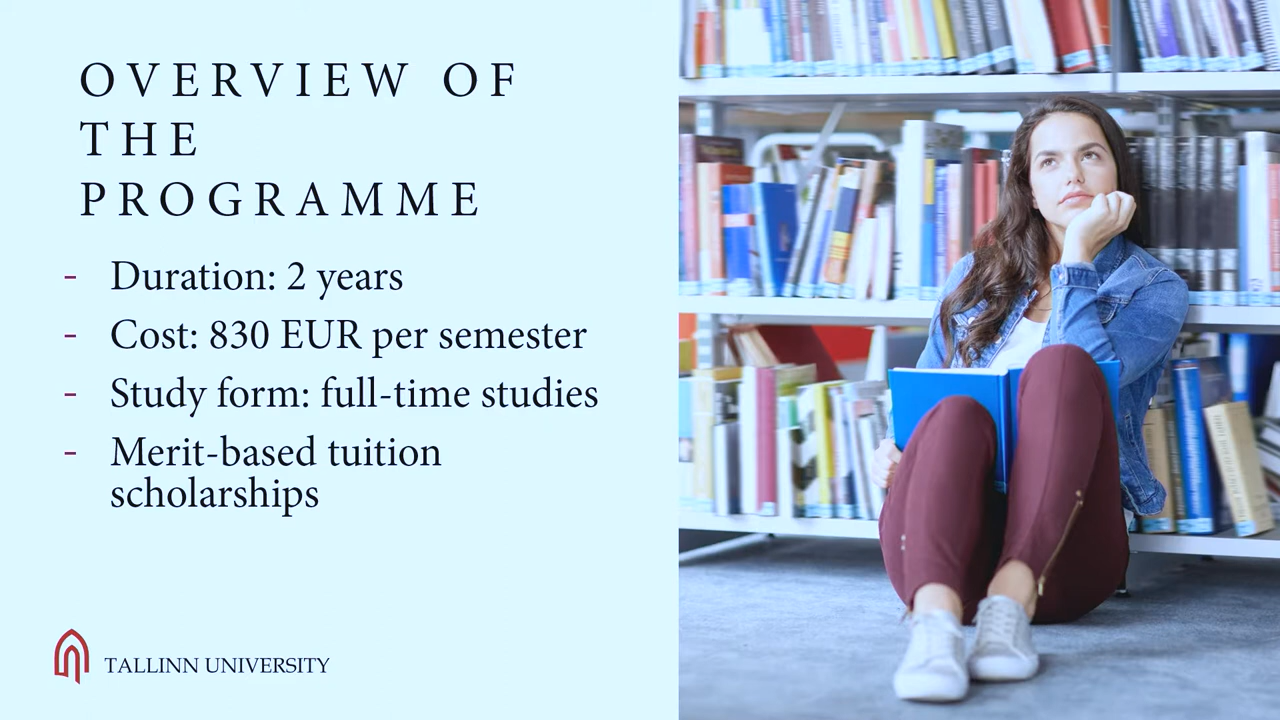 OVERVIEW OF
THE
PROGRAMME
- Duration: 2 years
- Cost: 830 EUR per semester
- Study form: full-time studies
- Merit-based tuition
scholarships
TALLINN UNIVERSITY